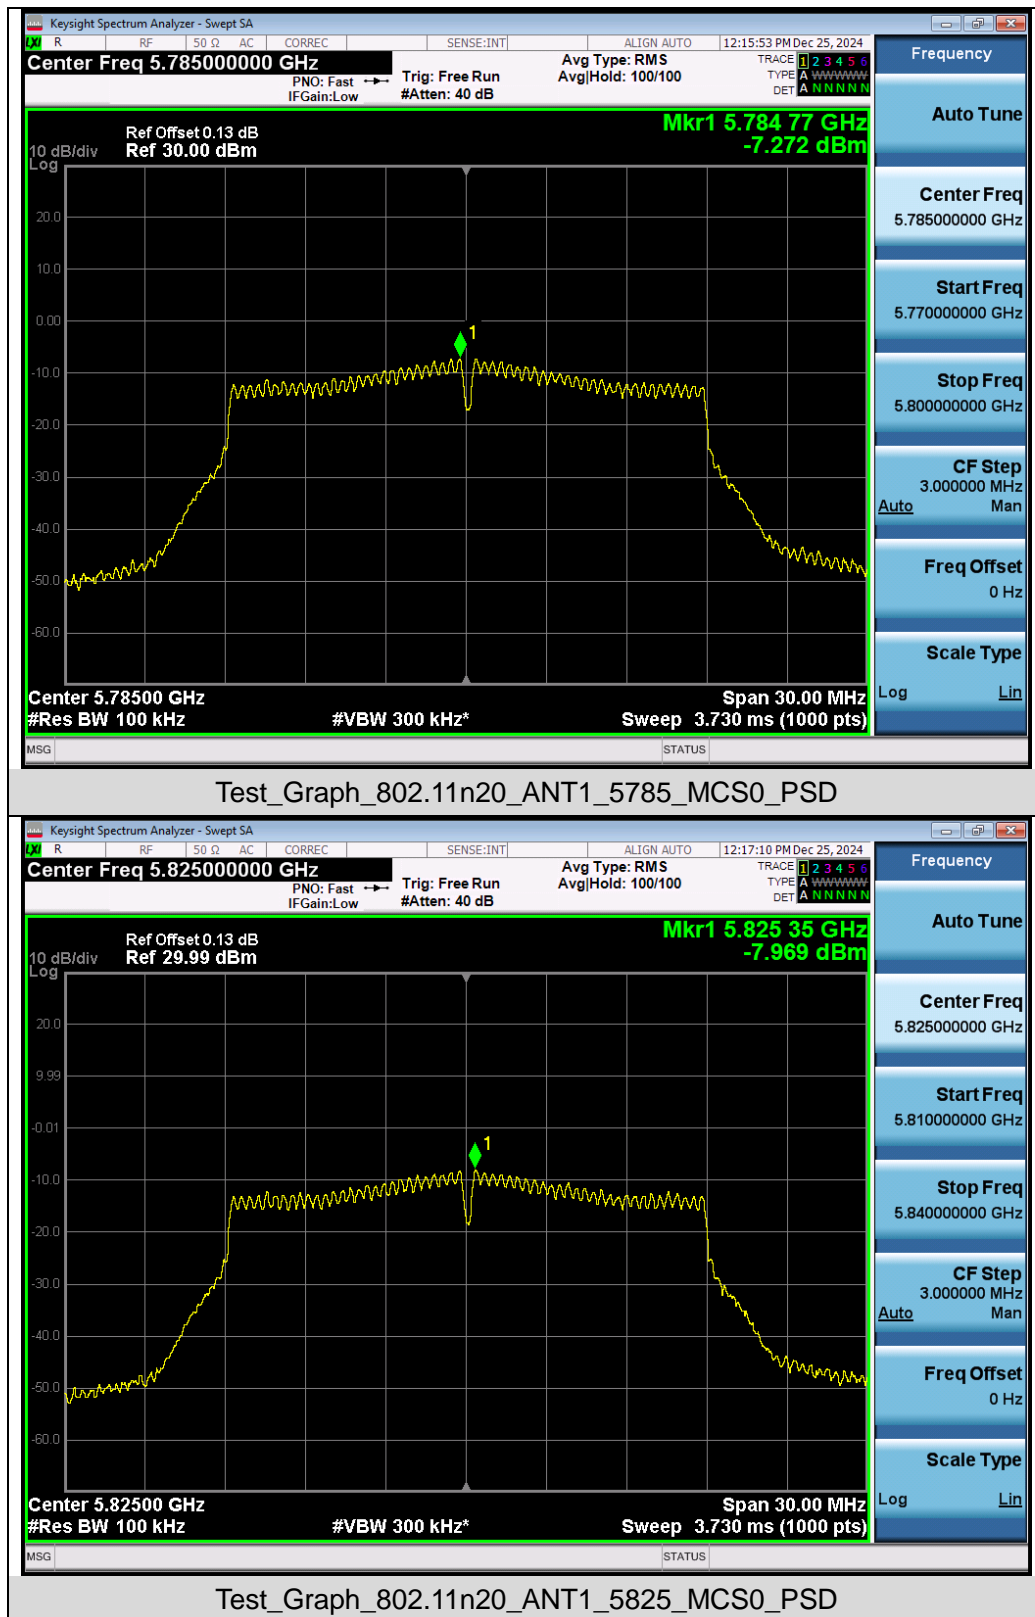 Keysight Spectrum Analyzer - Swept SA
LXI R RF 50 Ω AC CORREC SENSE:INT ALIGN AUTO 12:15:53 PM Dec 25, 2024
Center Freq 5.785000000 GHz
PNO: Fast
IFGain:Low
Trig: Free Run
#Atten: 40 dB
Avg Type: RMS
Avg|Hold: 100/100
TRACE 1 2 3 4 5 6
TYPE A WWWWW
DET A N N N N N
Frequency
Auto Tune
Center Freq
5.785000000 GHz
Start Freq
5.770000000 GHz
Stop Freq
5.800000000 GHz
CF Step
3.000000 MHz
Auto Man
Freq Offset
0 Hz
Scale Type
Log Lin
Mkr1 5.784 77 GHz
-7.272 dBm
Ref Offset 0.13 dB
10 dB/div Ref 30.00 dBm
Log
20.0
10.0
0.00
-10.0
-20.0
-30.0
-40.0
-50.0
-60.0
1
Center 5.78500 GHz Span 30.00 MHz
#Res BW 100 kHz #VBW 300 kHz* Sweep 3.730 ms (1000 pts)
MSG STATUS
Test_Graph_802.11n20_ANT1_5785_MCS0_PSD
Keysight Spectrum Analyzer - Swept SA
LXI R RF 50 Ω AC CORREC SENSE:INT ALIGN AUTO 12:17:10 PM Dec 25, 2024
Center Freq 5.825000000 GHz
PNO: Fast
IFGain:Low
Trig: Free Run
#Atten: 40 dB
Avg Type: RMS
Avg|Hold: 100/100
TRACE 1 2 3 4 5 6
TYPE A WWWWW
DET A N N N N N
Frequency
Auto Tune
Center Freq
5.825000000 GHz
Start Freq
5.810000000 GHz
Stop Freq
5.840000000 GHz
CF Step
3.000000 MHz
Auto Man
Freq Offset
0 Hz
Scale Type
Log Lin
Mkr1 5.825 35 GHz
-7.969 dBm
Ref Offset 0.13 dB
10 dB/div Ref 29.99 dBm
Log
20.0
9.99
-0.01
-10.0
-20.0
-30.0
-40.0
-50.0
-60.0
1
Center 5.82500 GHz Span 30.00 MHz
#Res BW 100 kHz #VBW 300 kHz* Sweep 3.730 ms (1000 pts)
MSG STATUS
Test_Graph_802.11n20_ANT1_5825_MCS0_PSD